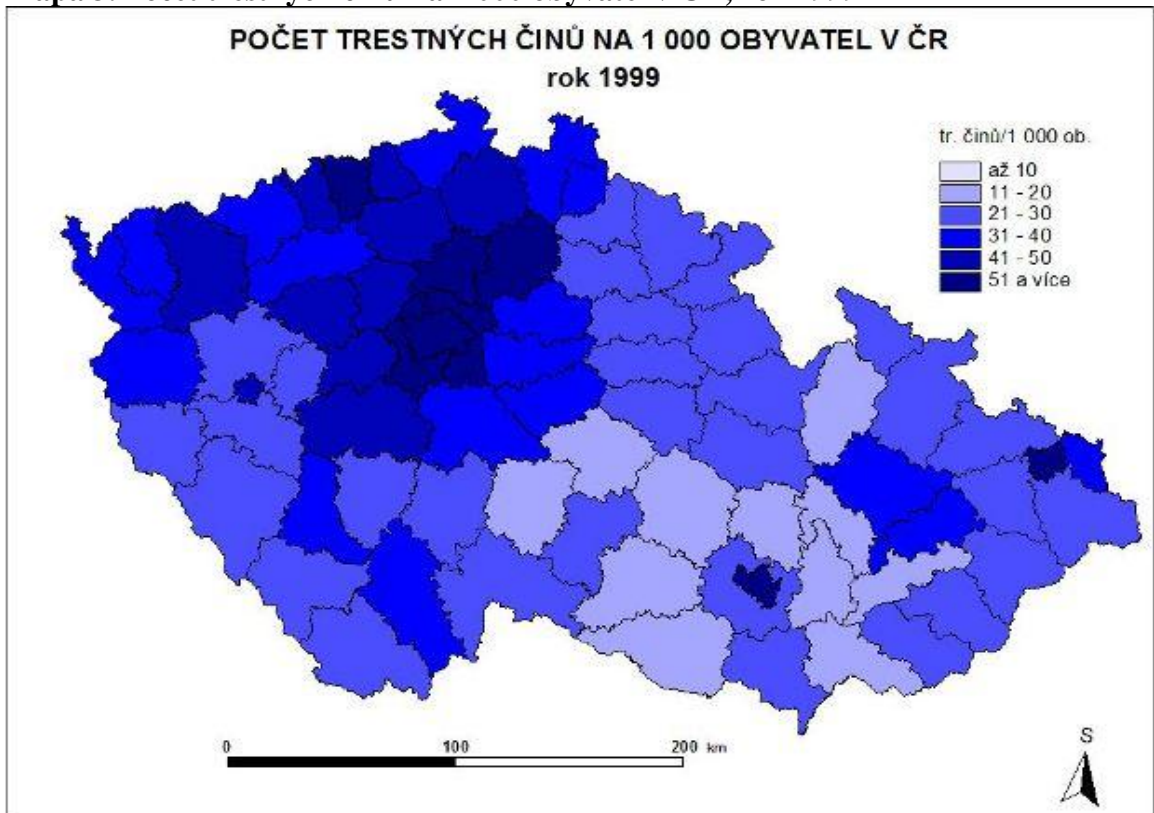 POČET TRESTNÝCH ČINŮ NA 1 000 OBYVATEL V ČR
rok 1999
tr. činů/1 000 ob.
až 10
11 - 20
21 - 30
31 - 40
41 - 50
51 a více
0 100 200 km
S